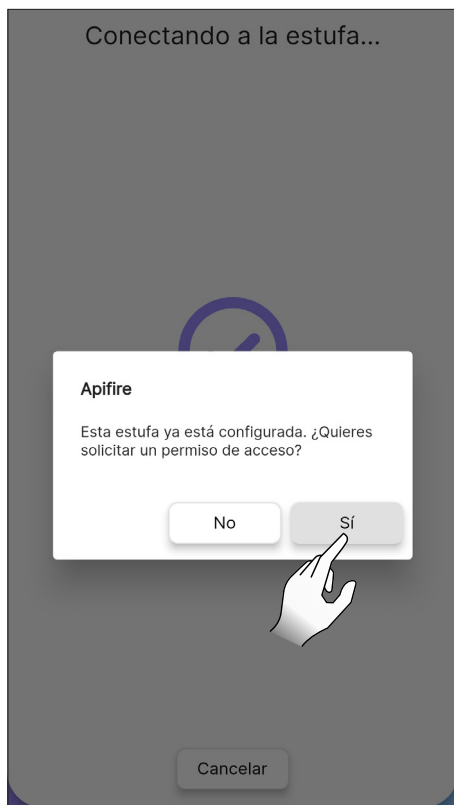 Conectando a la estufa...
Apifire
Esta estufa ya está configurada. ¿Quieres
solicitar un permiso de acceso?
No
Sí
Cancelar